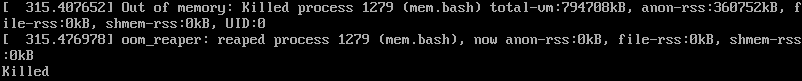 [  315.407652] Out of memory: Killed process 1279 (mem.bash) total-vm:794708kB, anon-rss:360752kB, f
ile-rss:0kB, shmem-rss:0kB, UID:0
[  315.476978] oom_reaper: reaped process 1279 (mem.bash), now anon-rss:0kB, file-rss:0kB, shmem-rss
:0kB
Killed